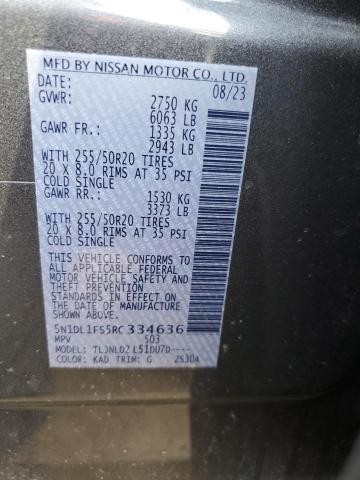 MFD BY NISSAN MOTOR CO., LTD.
DATE: 08/23
GVWR: 2750 KG
6063 LB
GAWR FR.: 1335 KG
2943 LB
WITH 255/50R20 TIRES
20 X 8.0 RIMS AT 35 PSI
COLD SINGLE
GAWR RR.: 1530 KG
3373 LB
WITH 255/50R20 TIRES
20 X 8.0 RIMS AT 35 PSI
COLD SINGLE
THIS VEHICLE CONFORMS TO
ALL APPLICABLE FEDERAL
MOTOR VEHICLE SAFETY AND
THEFT PREVENTION
STANDARDS IN EFFECT ON
THE DATE OF MANUFACTURE
SHOWN ABOVE.
5N1DL1FS5RC334636
MPV 503
MODEL: TLJNLD2 L51DU7D----
COLOR: KAD TRIM: G 2530A